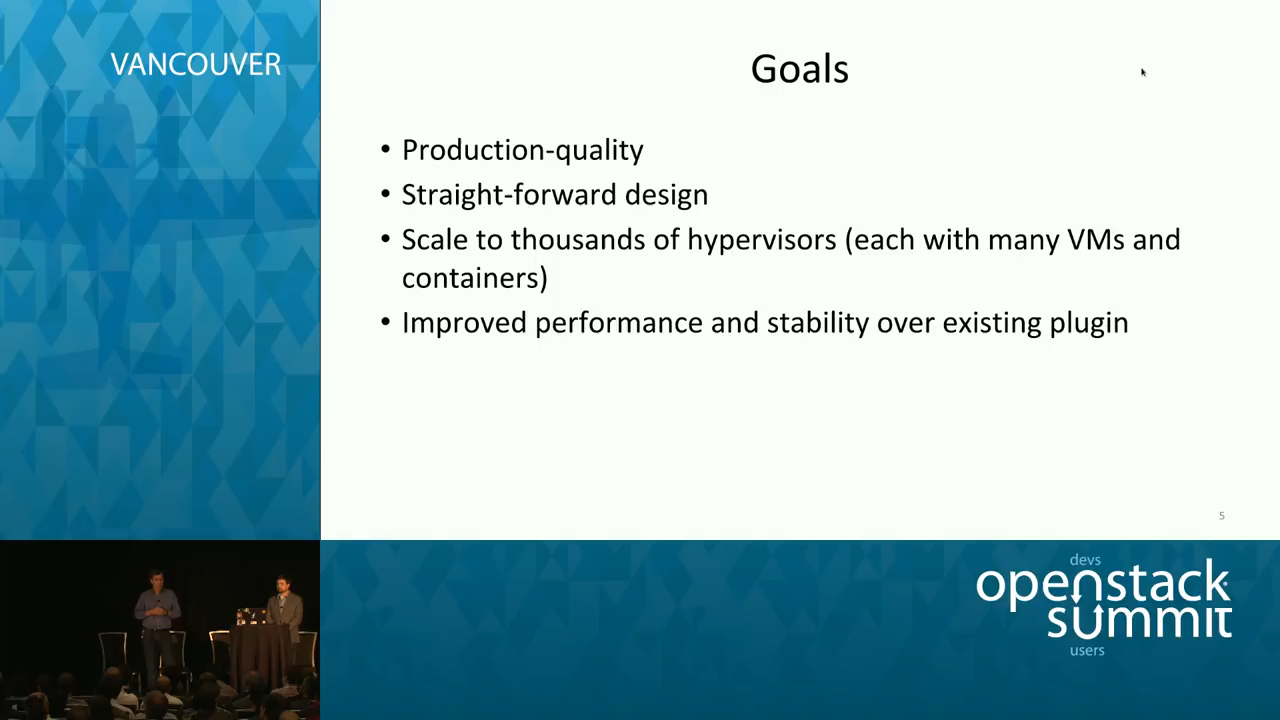 VANCOUVER
Goals
• Production-quality
• Straight-forward design
• Scale to thousands of hypervisors (each with many VMs and
containers)
• Improved performance and stability over existing plugin
5
devs
openstack
summit
users